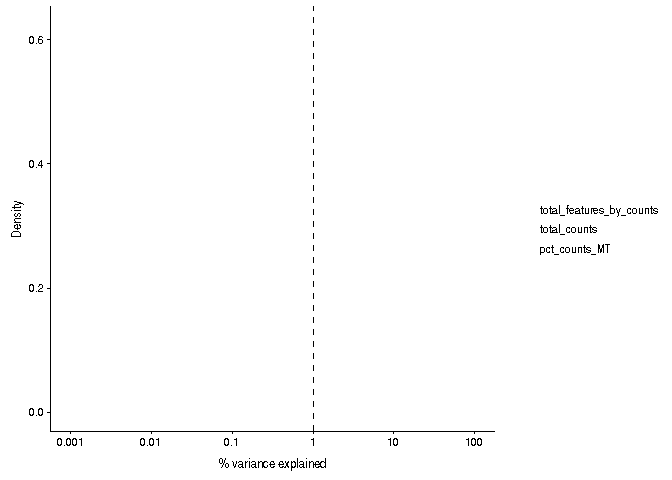 0.6
0.4
0.2
0.0
Density
0.001 0.01 0.1 1 10 100
% variance explained
total_features_by_counts
total_counts
pct_counts_MT